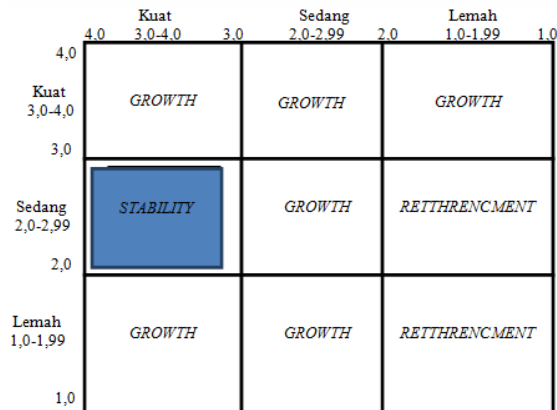 Kuat Sedang Lemah
4,0 3,0-4,0 3,0 2,0-2,99 2,0 1,0-1,99 1,0
4,0
Kuat
3,0-4,0
GROWTH GROWTH GROWTH
3,0
Sedang
2,0-2,99
STABILITY GROWTH RETTHRENCMENT
2,0
Lemah
1,0-1,99
GROWTH GROWTH RETTHRENCMENT
1,0